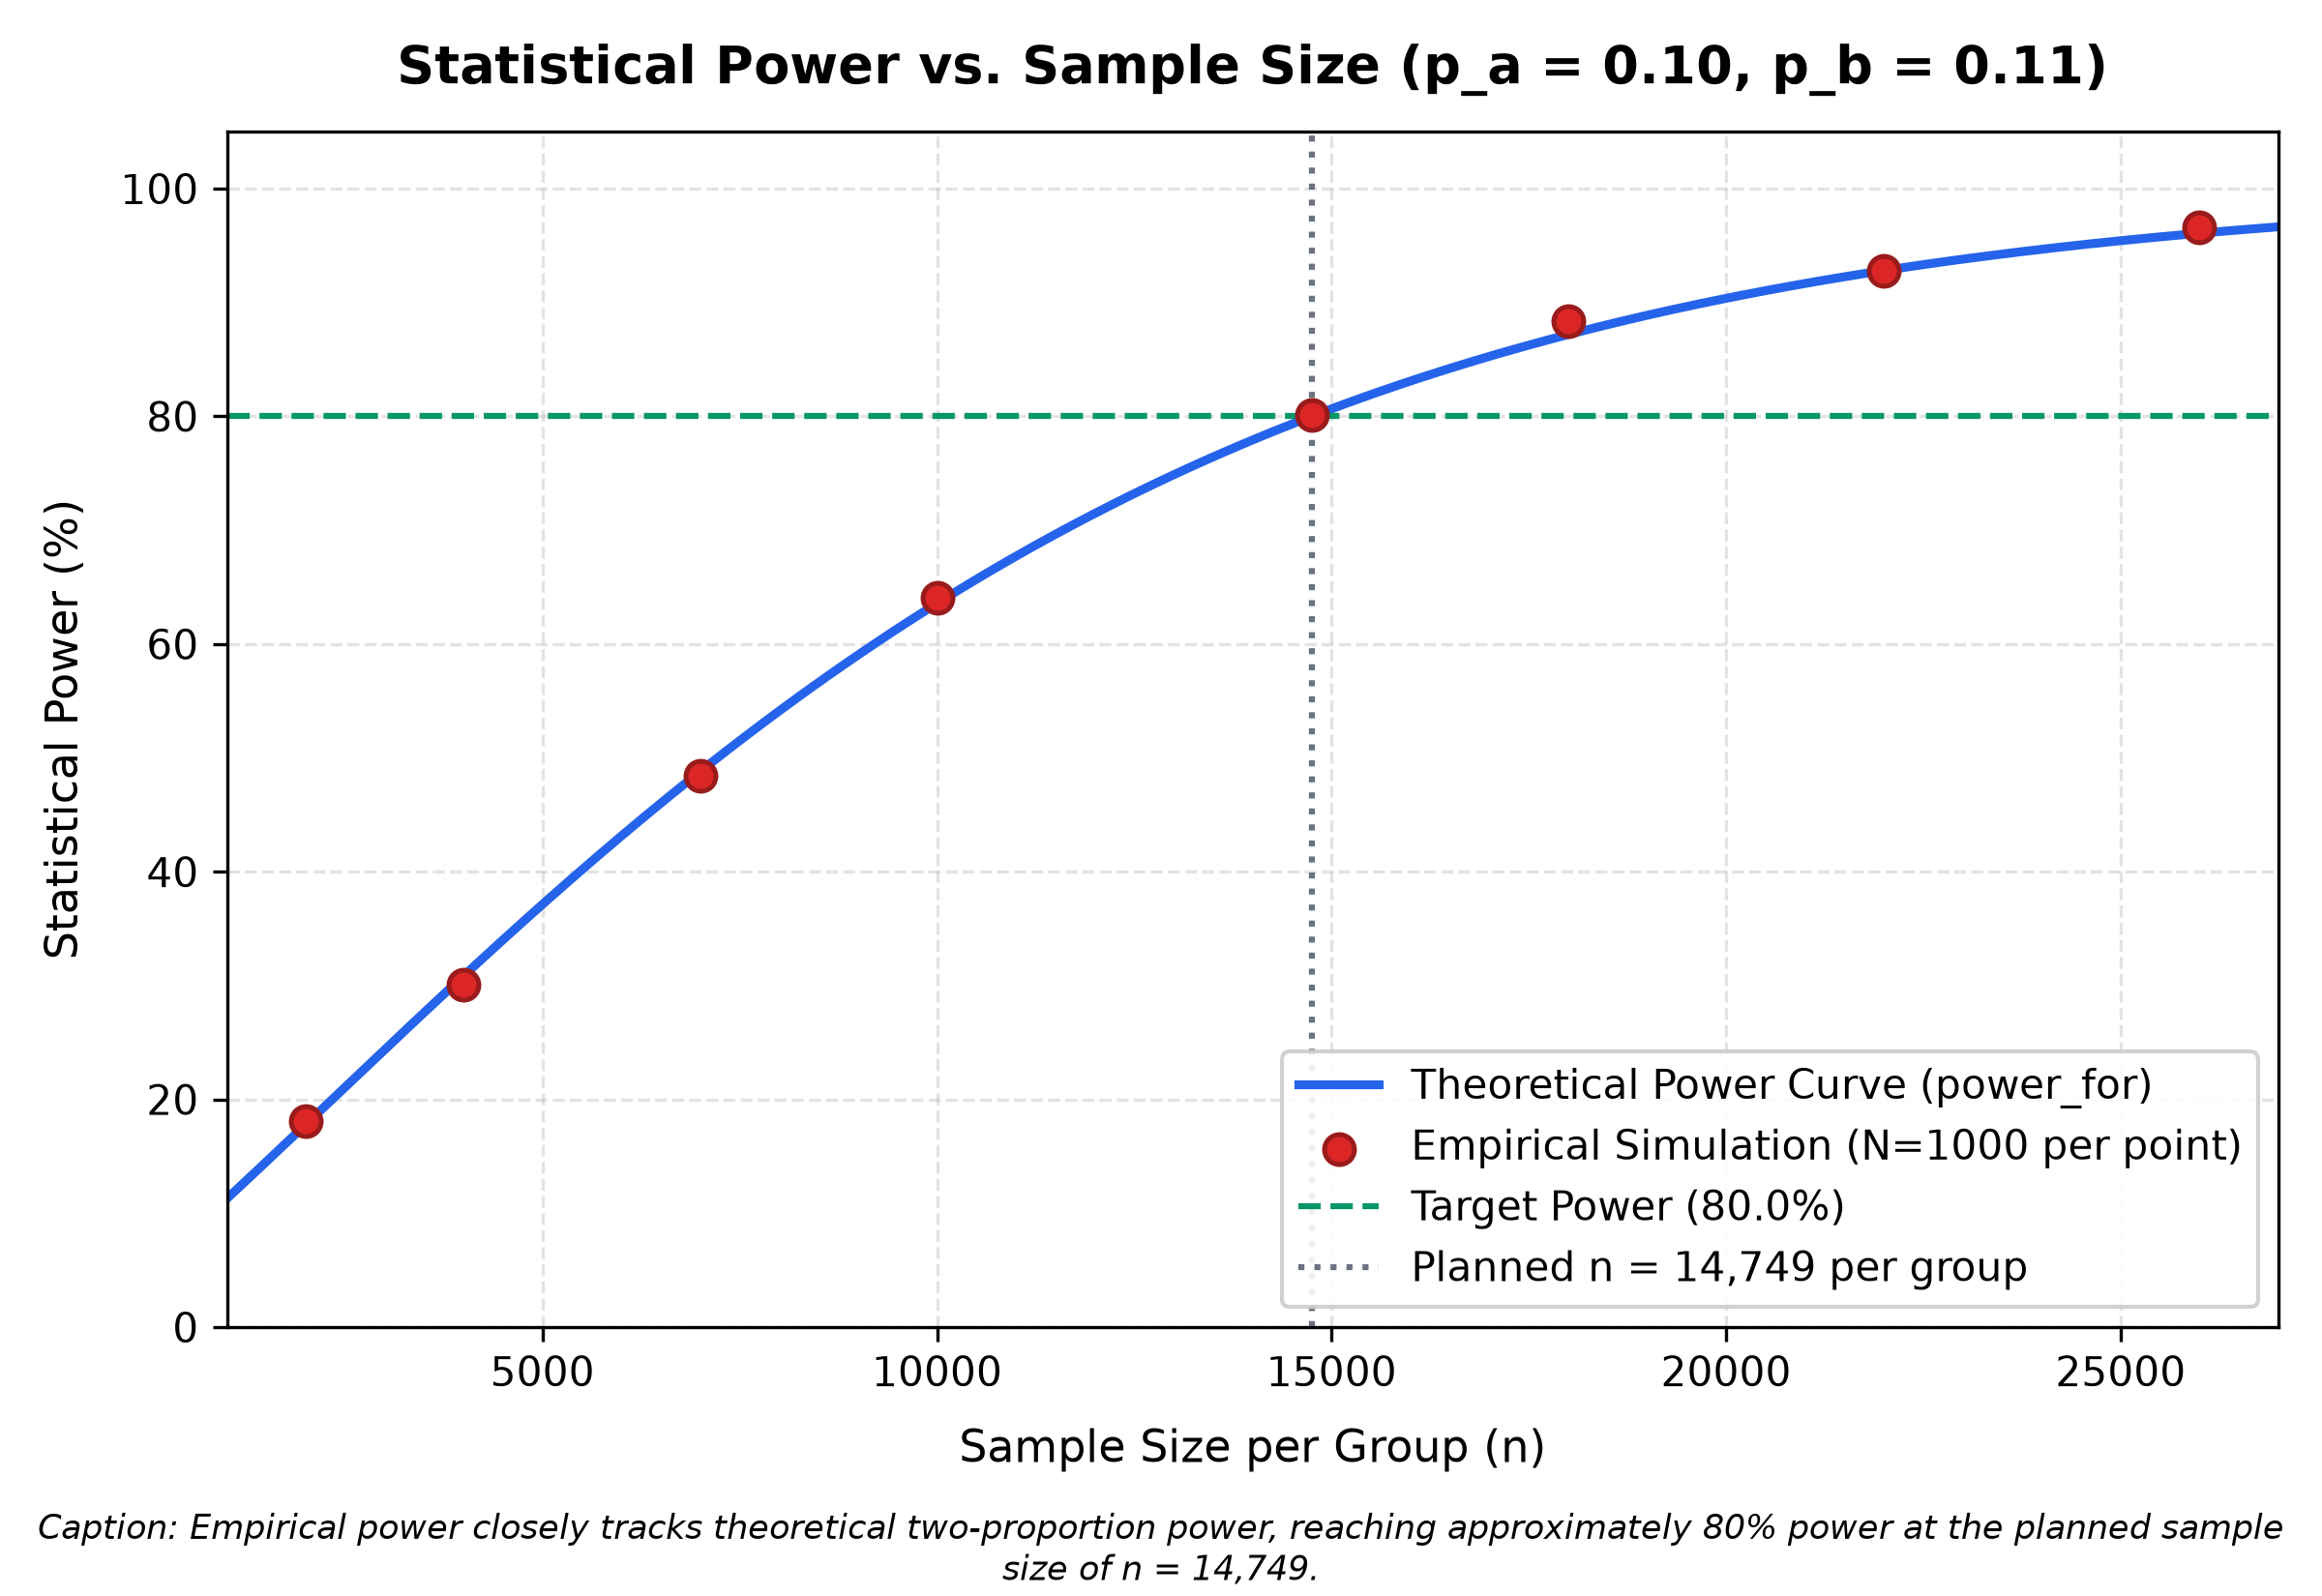 Statistical Power vs. Sample Size (p_a = 0.10, p_b = 0.11)
Statistical Power (%)
100
80
60
40
20
0
Theoretical Power Curve (power_for)
Empirical Simulation (N=1000 per point)
Target Power (80.0%)
Planned n = 14,749 per group
5000
10000
15000
20000
25000
Sample Size per Group (n)
Caption: Empirical power closely tracks theoretical two-proportion power, reaching approximately 80% power at the planned sample
size of n = 14,749.